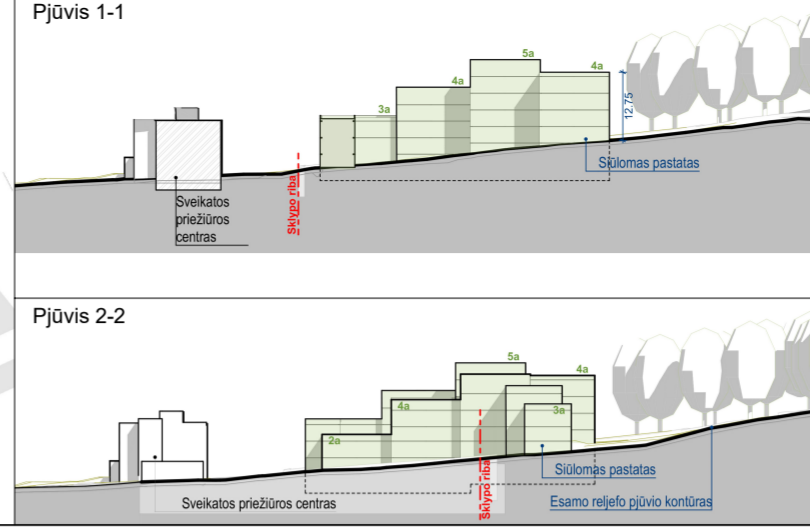 Pjūvis 1-1
5a
4a
4a
3a
12.75
Siūlomas pastatas
Sklypo riba
Sveikatos
priežiūros
centras
Pjūvis 2-2
5a
4a
4a
3a
2a
Sklypo riba
Siūlomas pastatas
Sveikatos priežiūros centras
Esamo reljefo pjūvio kontūras